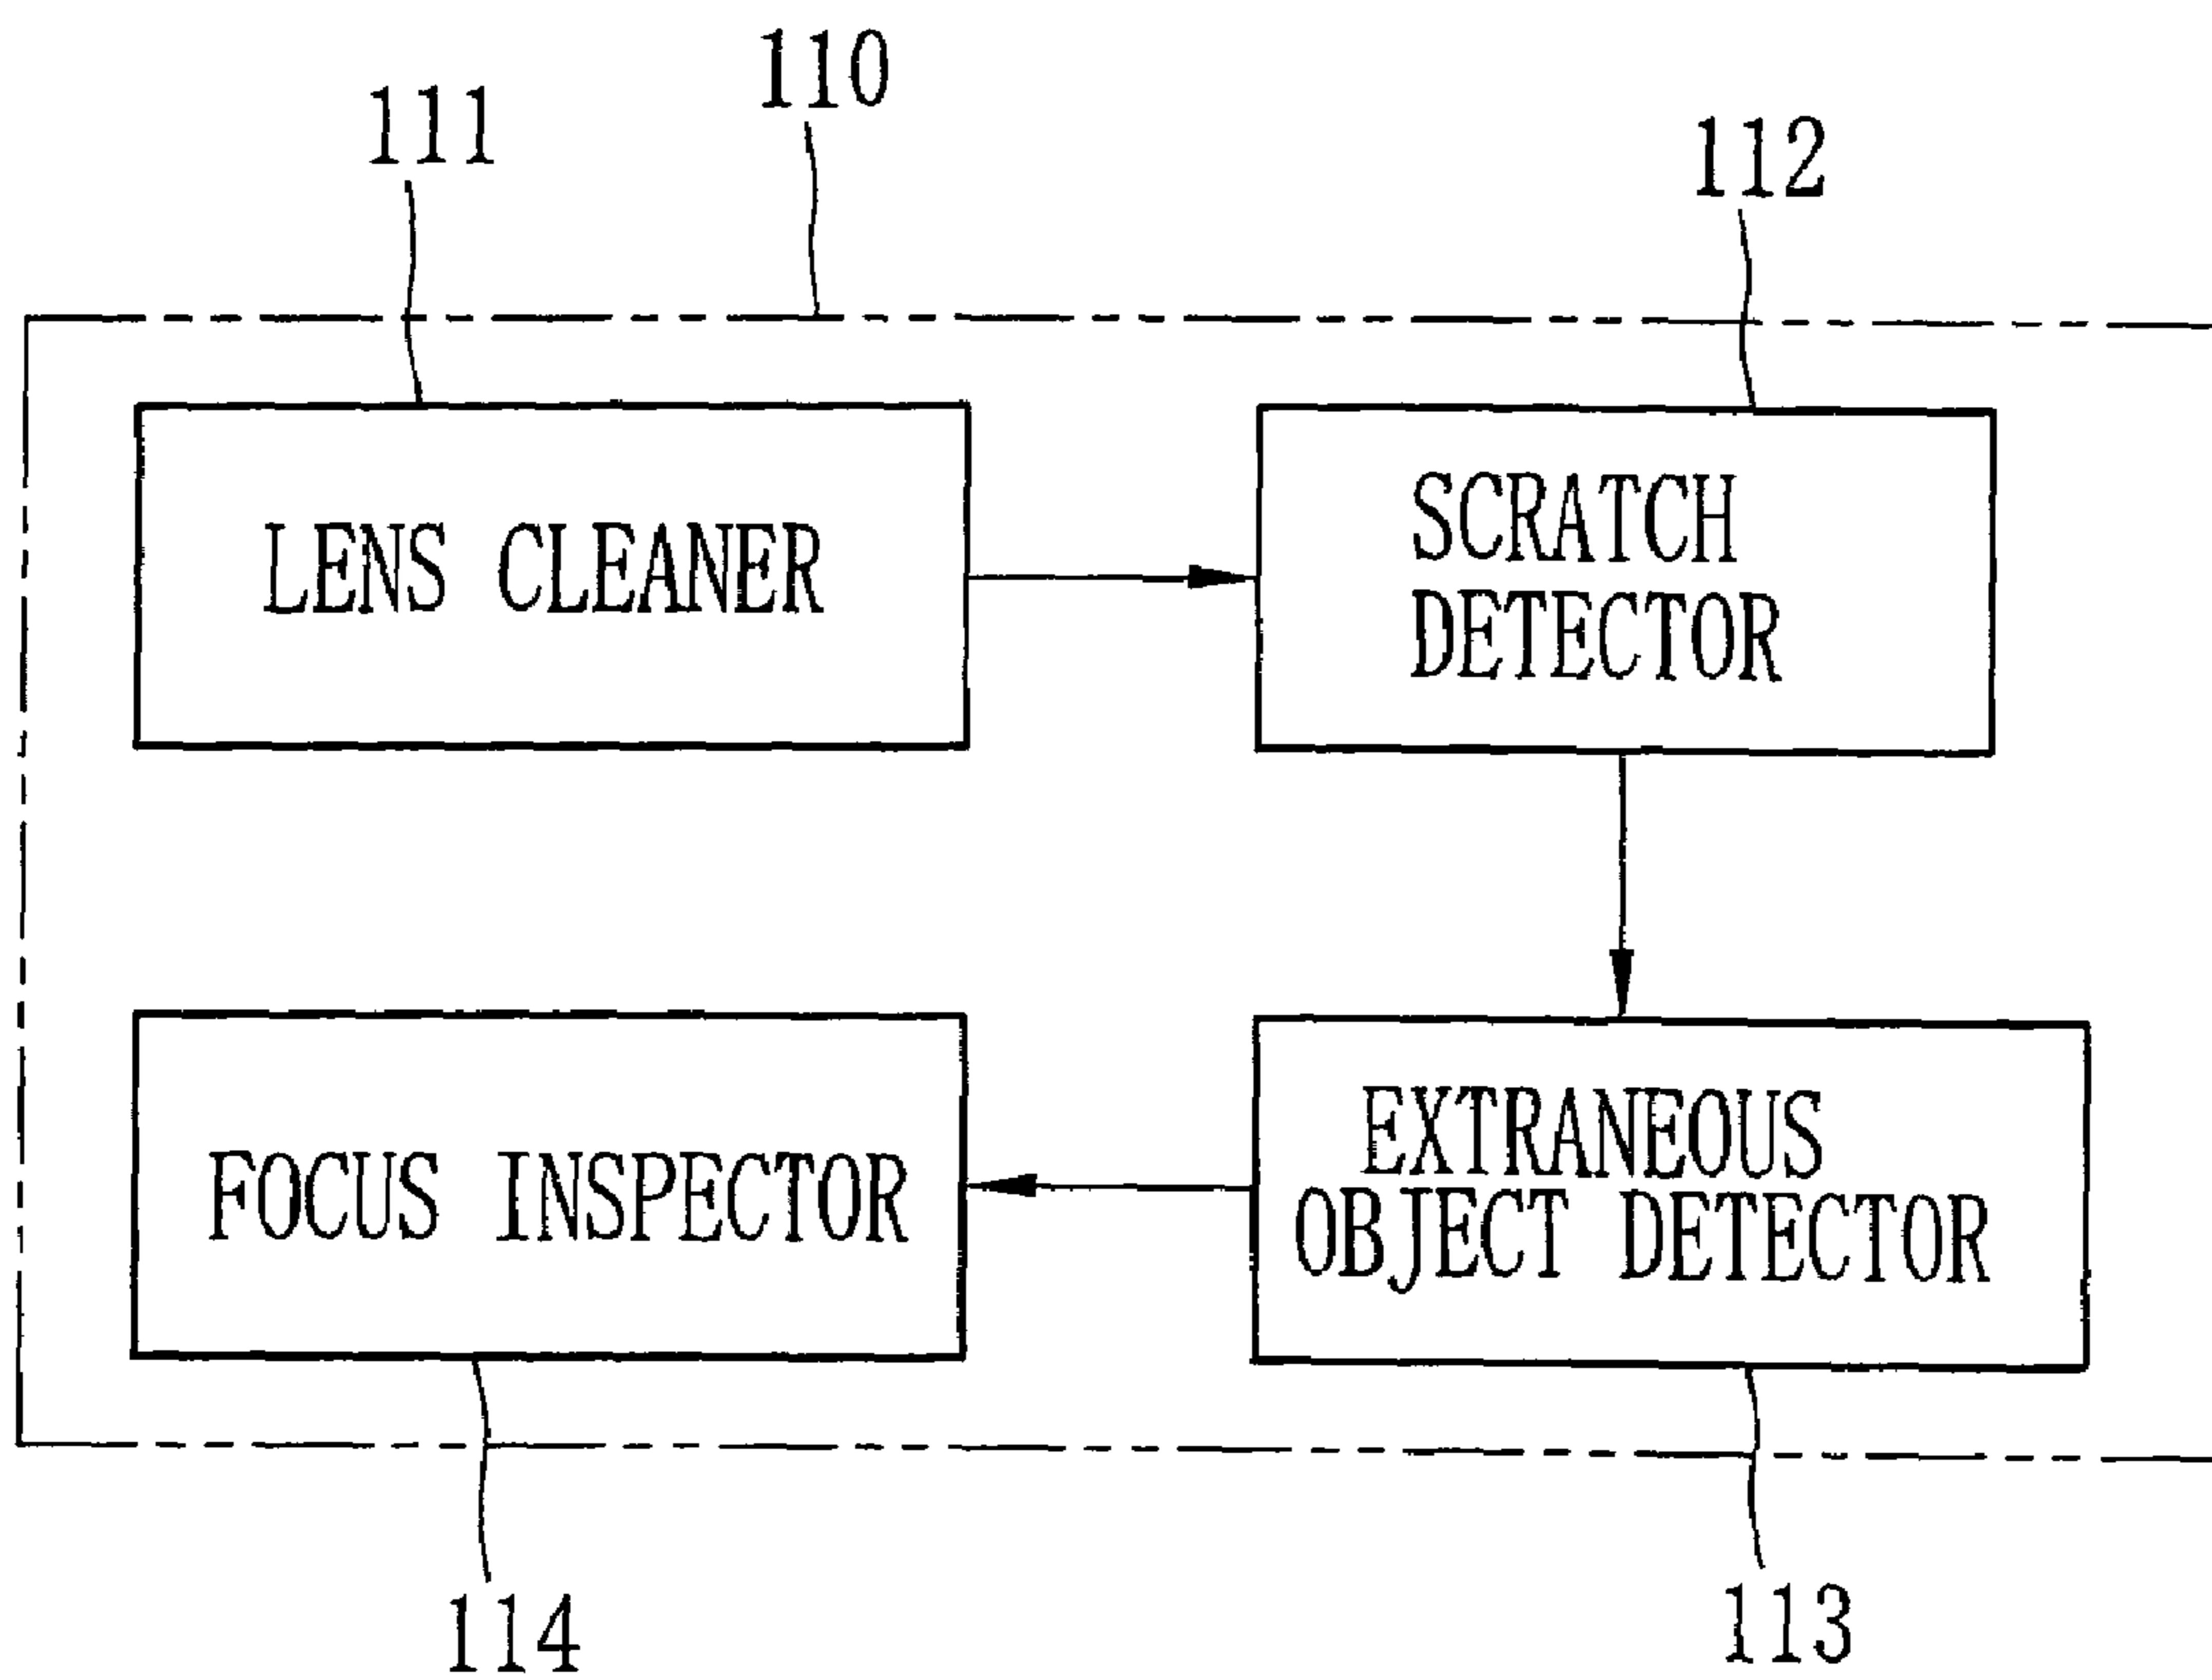 110
111
112
LENS CLEANER
SCRATCH
DETECTOR
FOCUS INSPECTOR
EXTRANEOUS
OBJECT DETECTOR
114
113